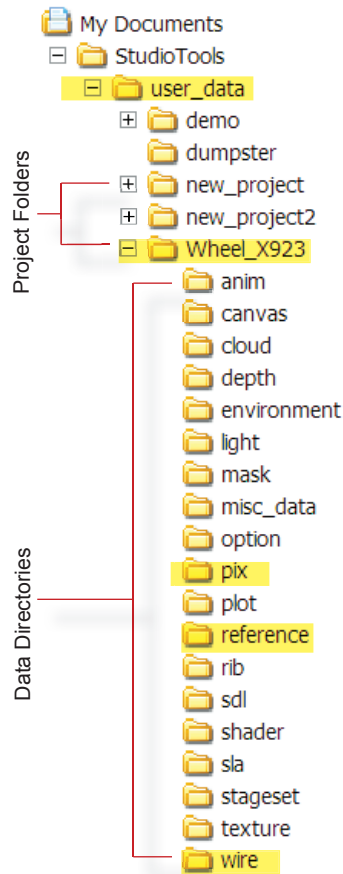 My Documents
StudioTools
user_data
demo
dumpster
new_project
new_project2
Wheel_X923
anim
canvas
cloud
depth
environment
light
mask
misc_data
option
pix
plot
reference
rib
sdl
shader
sla
stageset
texture
wire
Project Folders
Data Directories